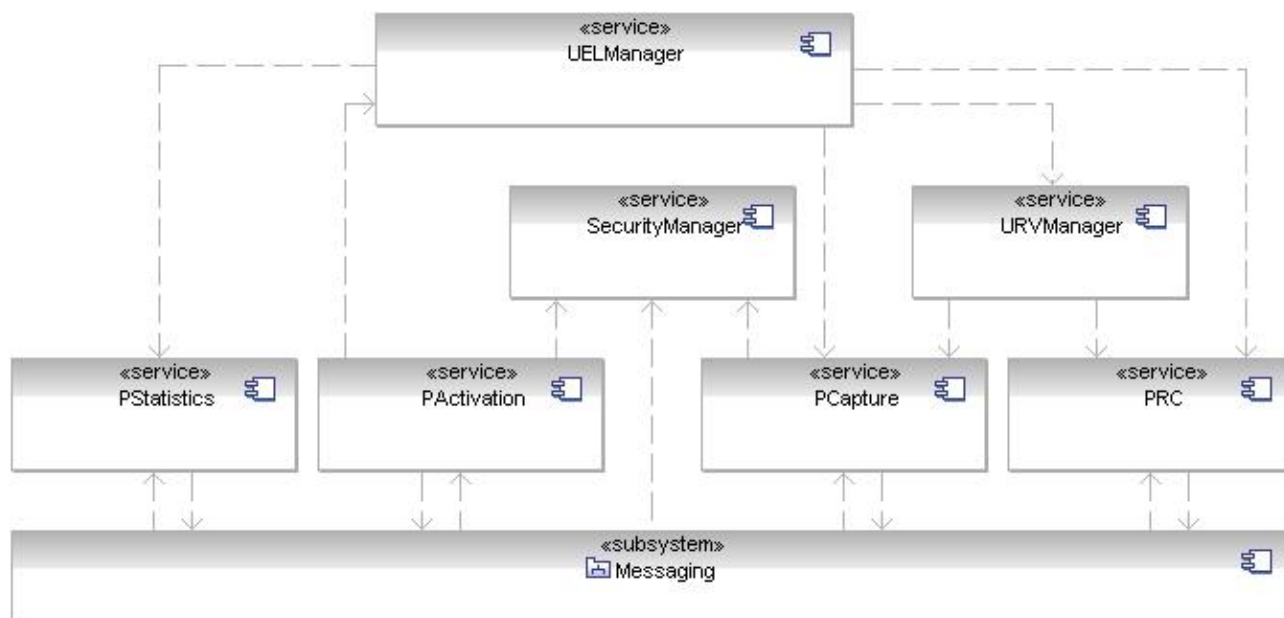 «service»
UELManager
«service»
SecurityManager
«service»
URVManager
«service»
PStatistics
«service»
PActivation
«service»
PCapture
«service»
PRC
«subsystem»
Messaging